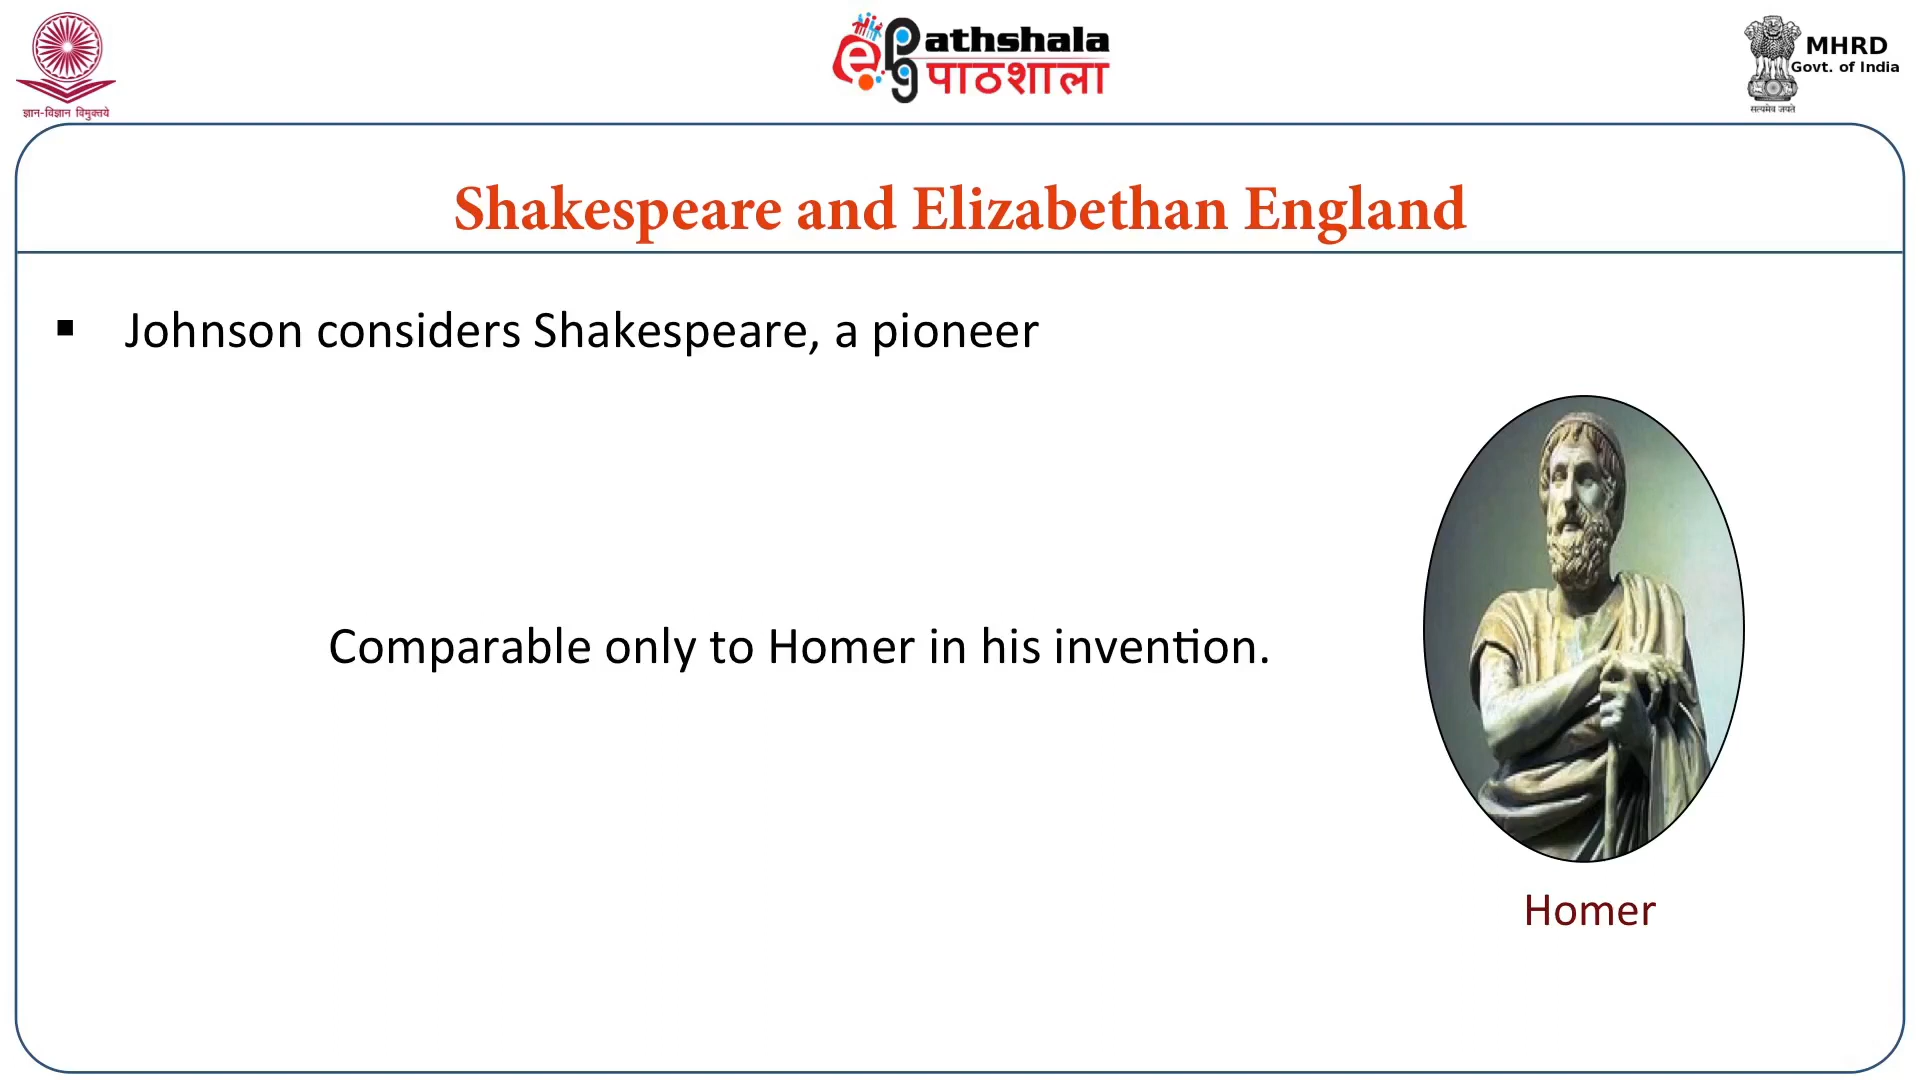 ज्ञान-विज्ञान विमुक्तये
ePathshala
पाठशाला
MHRD
Govt. of India
सत्यमेव जयते
Shakespeare and Elizabethan England
▪ Johnson considers Shakespeare, a pioneer
Comparable only to Homer in his invention.
Homer